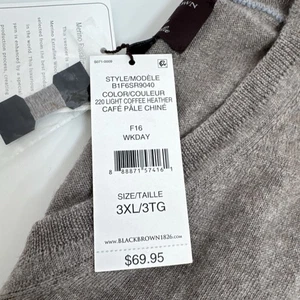 STYLE/MODÈLE
B1F6SR9040
COLOR/COULEUR
220 LIGHT COFFEE HEATHER
CAFÉ PÂLE CHINÉ
F16
WKDAY
8 88871 57416 1
SIZE/TAILLE
3XL/3TG
WWW.BLACKBROWN1826.COM
$69.95